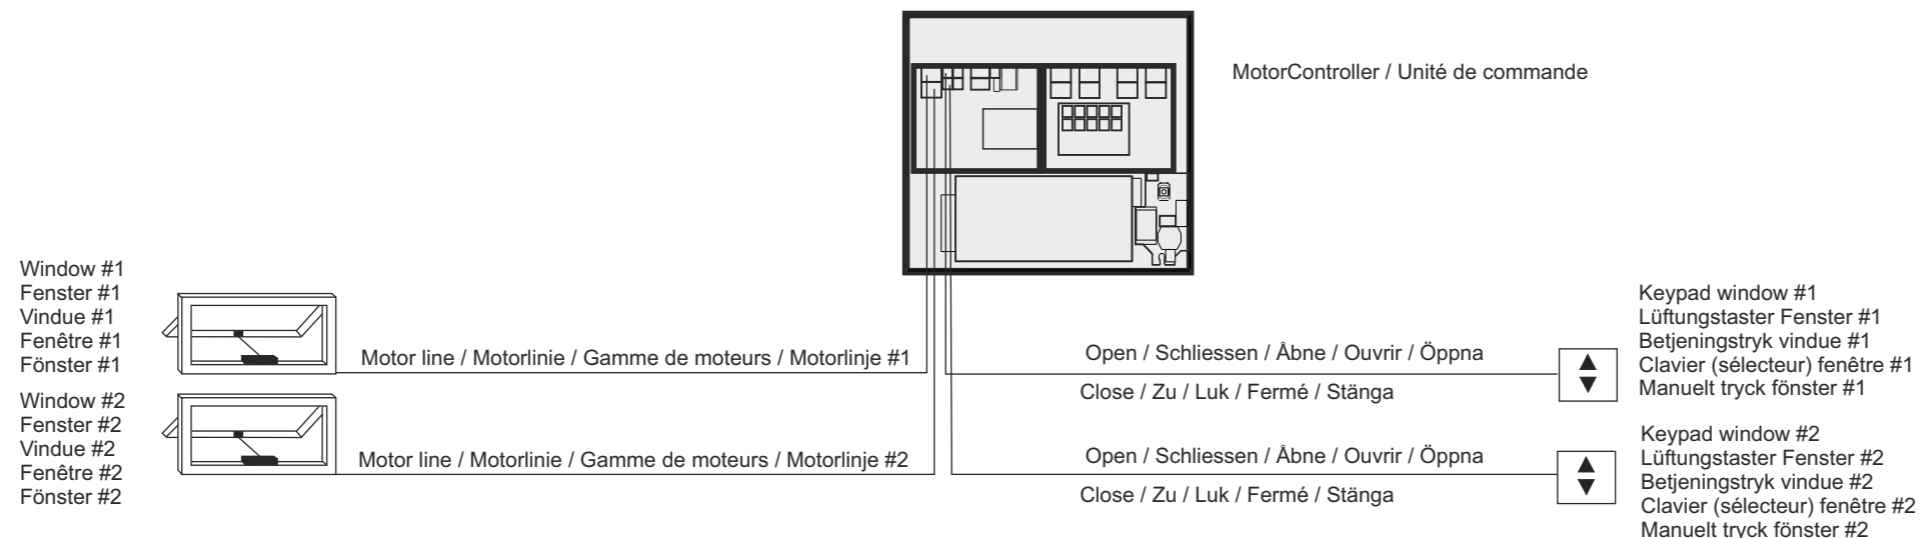 MotorController / Unité de commande
Window #1
Fenster #1
Vindue #1
Fenêtre #1
Fönster #1
Motor line / Motorlinie / Gamme de moteurs / Motorlinje #1
Open / Schliessen / Åbne / Ouvrir / Öppna
Close / Zu / Luk / Fermé / Stänga
Keypad window #1
Lüftungstaster Fenster #1
Betjeningstryk vindue #1
Clavier (sélecteur) fenêtre #1
Manuelt tryck fönster #1
Window #2
Fenster #2
Vindue #2
Fenêtre #2
Fönster #2
Motor line / Motorlinie / Gamme de moteurs / Motorlinje #2
Open / Schliessen / Åbne / Ouvrir / Öppna
Close / Zu / Luk / Fermé / Stänga
Keypad window #2
Lüftungstaster Fenster #2
Betjeningstryk vindue #2
Clavier (sélecteur) fenêtre #2
Manuelt tryck fönster #2